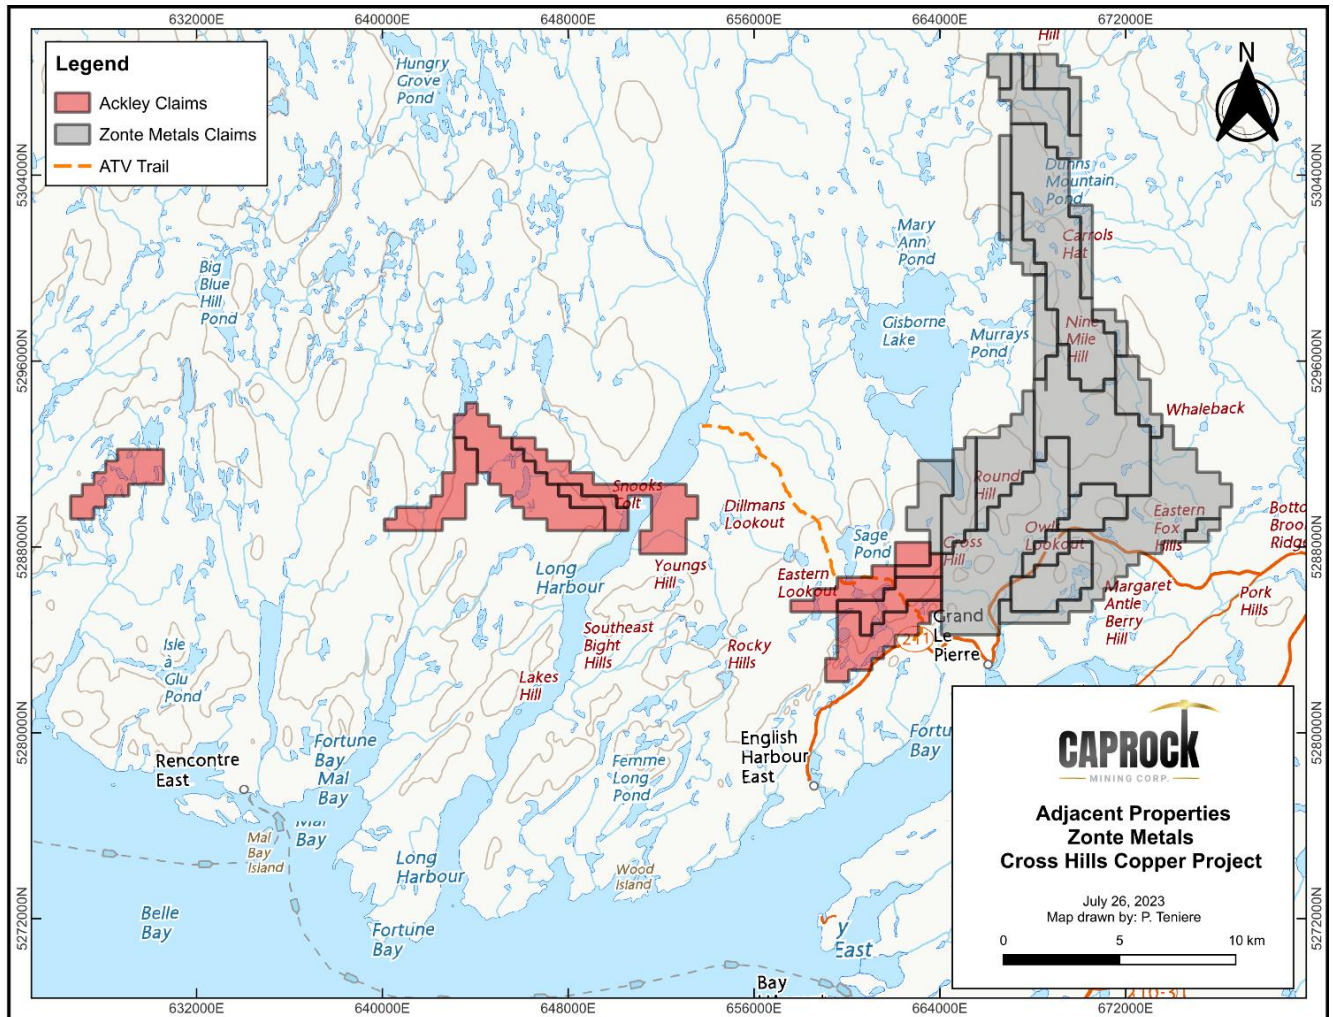 632000E
640000E
648000E
656000E
664000E
672000E
Legend
Ackley Claims
Zonte Metals Claims
ATV Trail
Hungry
Grove
Pond
Hill
N
5304000N
5304000N
Dunns
Mountain
Pond
Mary
Ann
Pond
Carrols
Hat
Big
Blue
Hill
Pond
Gisborne
Lake
Murrays
Pond
Nine
Mile
Hill
5296000N
5296000N
Whaleback
Snooks
Tolt
Dillmans
Lookout
Round
Hill
Sage
Pond
Cross
Hill
Owls
Lookout
Eastern
Fox
Hills
Brook
Ridges
5288000N
5288000N
Long
Harbour
Youngs
Hill
Eastern
Lookout
Margaret
Antle
Berry
Hill
Pork
Hills
Southeast
Bight
Hills
Rocky
Hills
Grand
Le
Pierre
211
Isle
à
Glu
Pond
Lakes
Hill
5280000N
5280000N
Rencontre
East
Fortune
Bay
Mal
Bay
Mal
Bay
Femme
Long
Pond
English
Harbour
East
Bay
Mal
Bay
Island
Long
Harbour
Wood
Island
Belle
Bay
Fortune
Bay
y
East
Bay
5272000N
5272000N
CAPROCK
MINING CORP.
Adjacent Properties
Zonte Metals
Cross Hills Copper Project
July 26, 2023
Map drawn by: P. Teniere
0 5 10 km
632000E
640000E
648000E
656000E
664000E
672000E